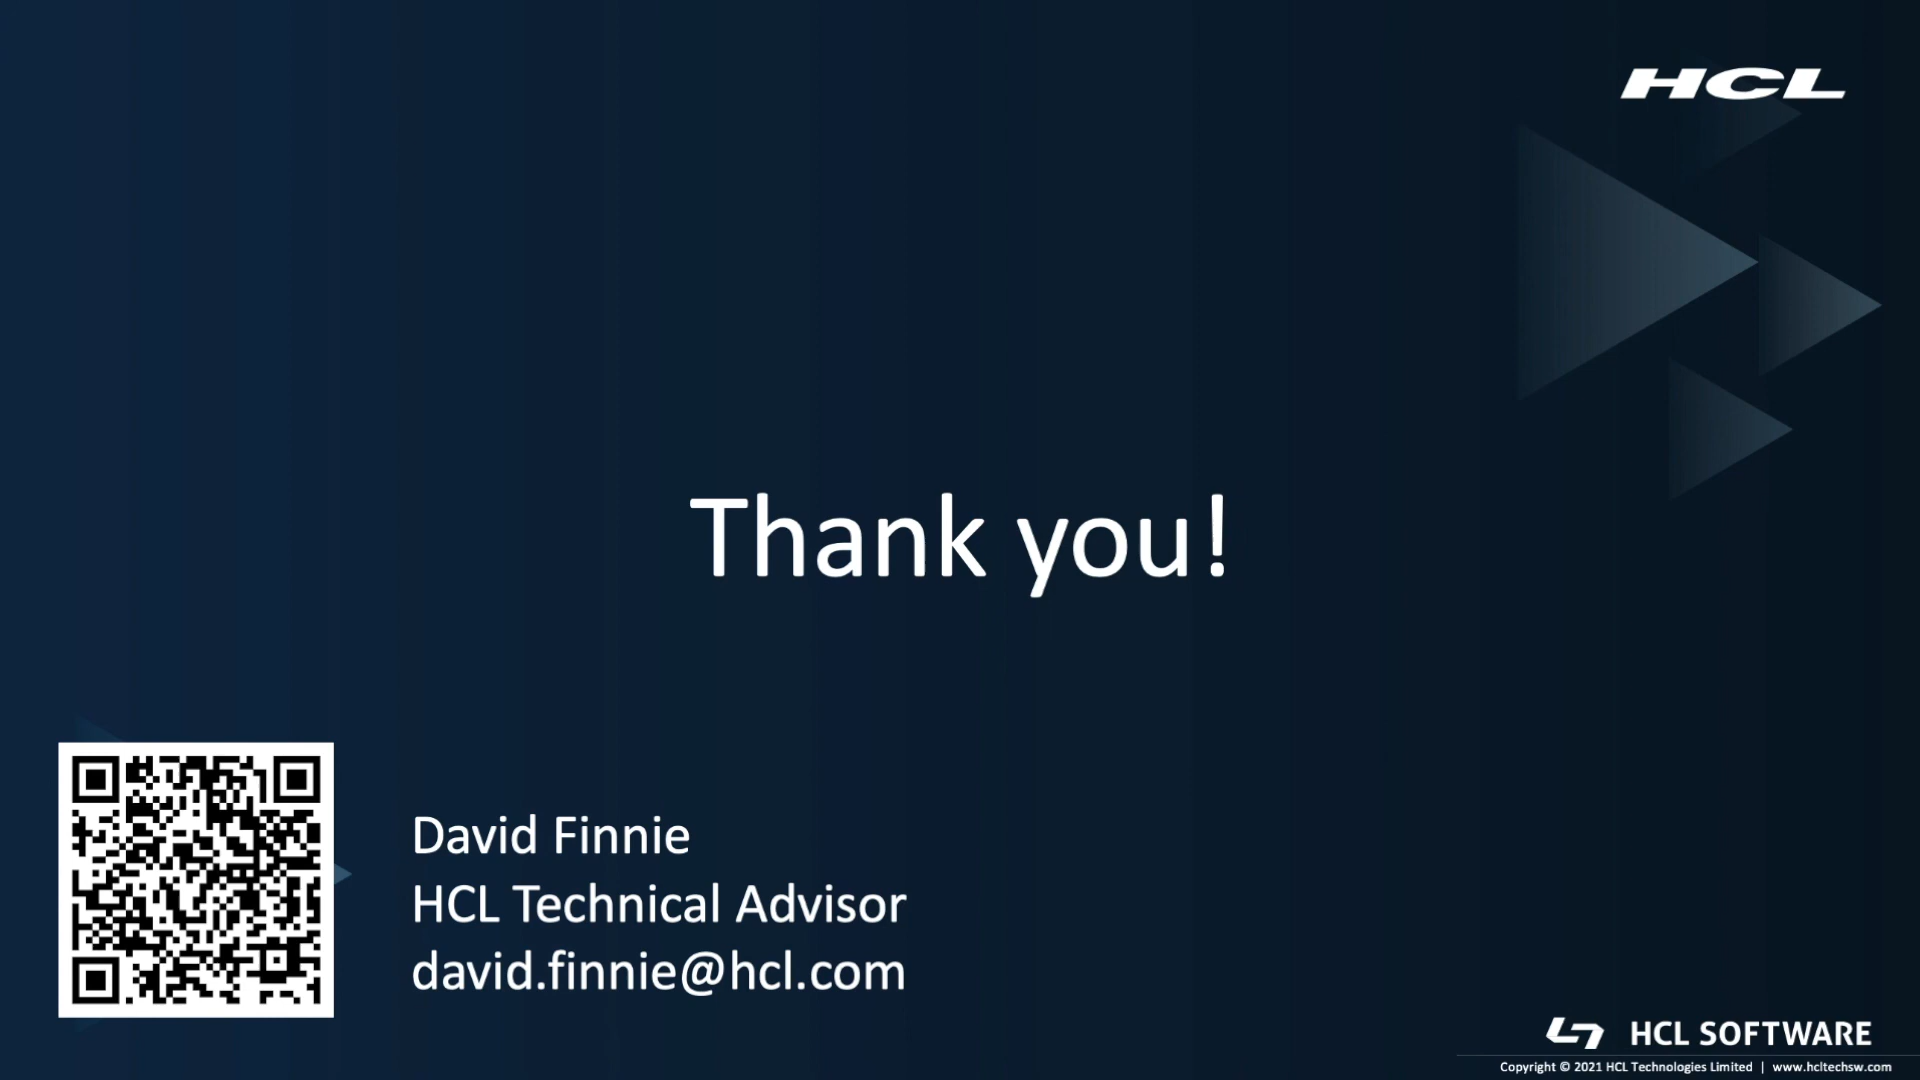 HCL
Thank you!
David Finnie
HCL Technical Advisor
david.finnie@hcl.com
HCL SOFTWARE
Copyright © 2021 HCL Technologies Limited | www.hcltechsw.com